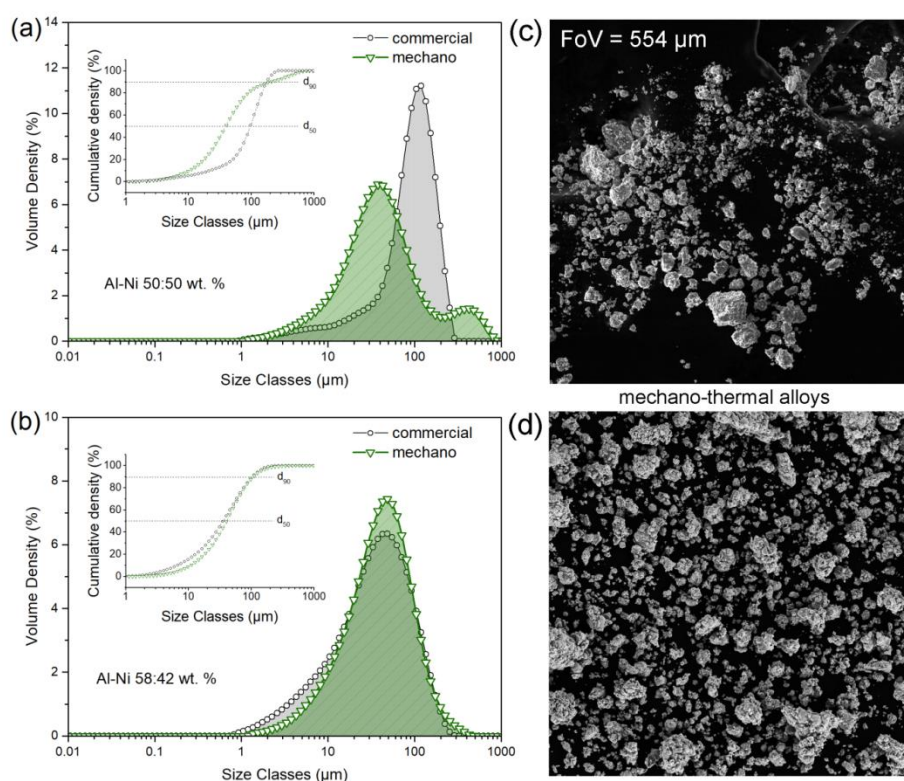 (a)
14
12
10
8
6
4
2
0
Volume Density (%)
commercial
mechano
Cumulative density (%)
100
80
60
40
20
0
d90
d50
1 10 100 1000
Size Classes (µm)
Al-Ni 50:50 wt. %
0.01 0.1 1 10 100 1000
Size Classes (µm)
(b)
10
8
6
4
2
0
Volume Density (%)
commercial
mechano
Cumulative density (%)
100
80
60
40
20
0
d90
d50
1 10 100 1000
Size Classes (µm)
Al-Ni 58:42 wt. %
0.01 0.1 1 10 100 1000
Size Classes (µm)
(c)
FoV = 554 µm
mechano-thermal alloys
(d)